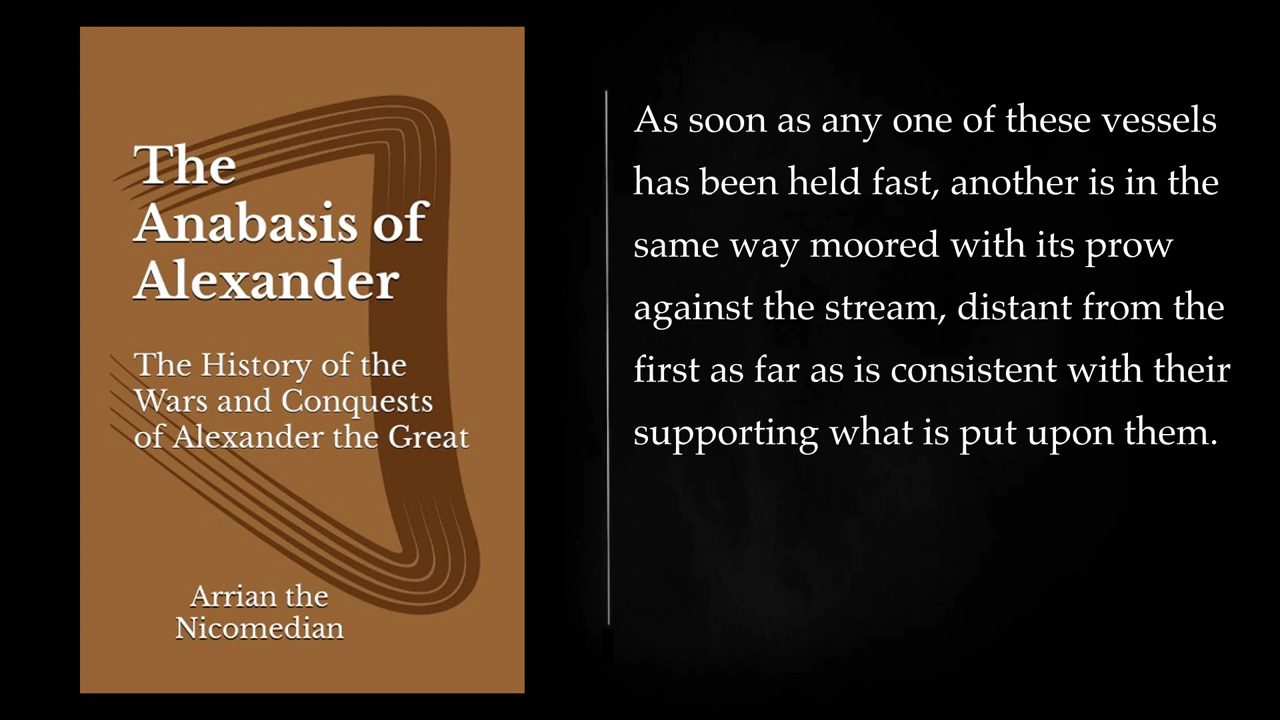 The
Anabasis of
Alexander
The History of the
Wars and Conquests
of Alexander the Great
Arrian the
Nicomedian
As soon as any one of these vessels
has been held fast, another is in the
same way moored with its prow
against the stream, distant from the
first as far as is consistent with their
supporting what is put upon them.